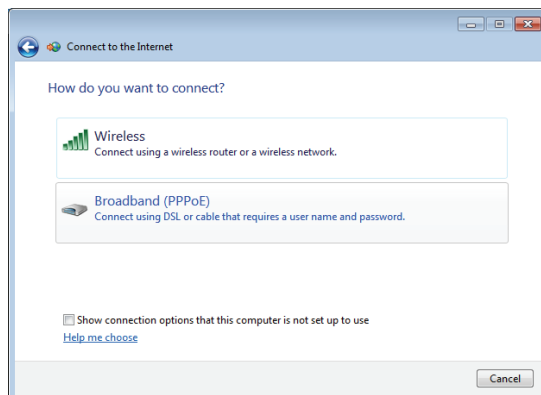 Connect to the Internet
How do you want to connect?
Wireless
Connect using a wireless router or a wireless network.
Broadband (PPPoE)
Connect using DSL or cable that requires a user name and password.
Show connection options that this computer is not set up to use
Help me choose
Cancel